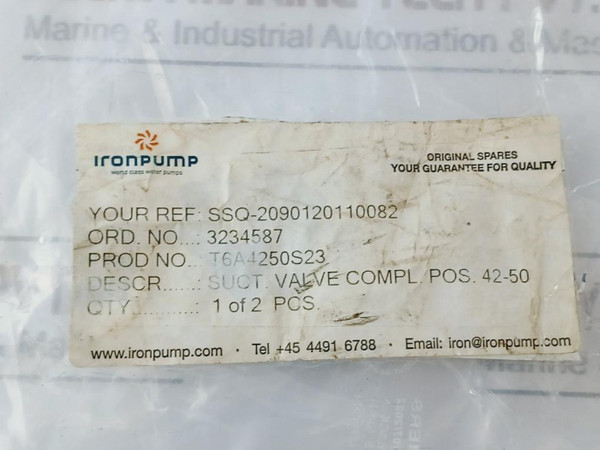 Marine & Industrial Automation &
IRONPUMP
world class water pumps
ORIGINAL SPARES
YOUR GUARANTEE FOR QUALITY
YOUR REF: SSQ-2090120110082
ORD. NO...: 3234587
PROD NO..: T6A4250S23
DESCR......: SUCT. VALVE COMPL. POS. 42-50
QTY...........: 1 of 2 PCS.
www.ironpump.com · Tel +45 4491 6788 · Email: iron@ironpump.com